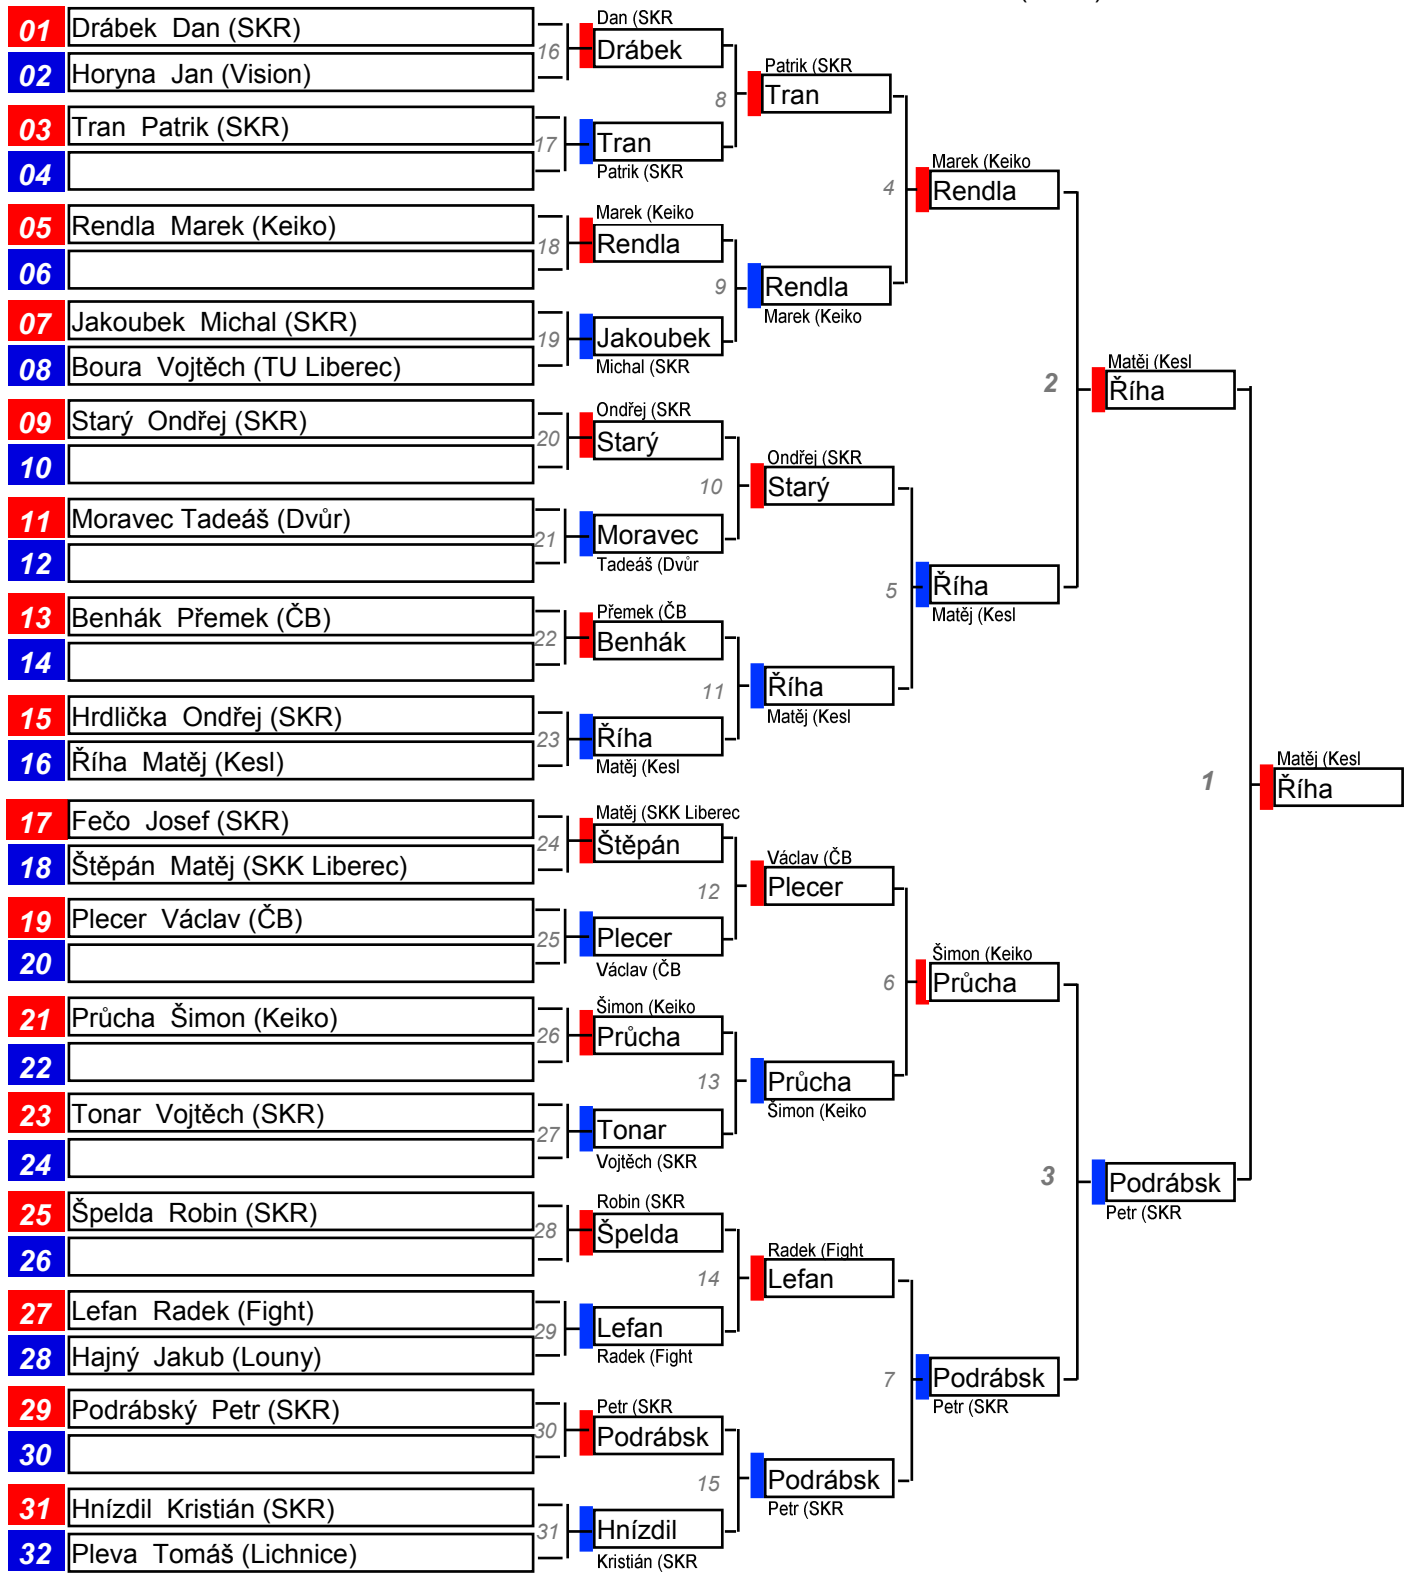 01 Drábek Dan (SKR)
02 Horyna Jan (Vision)
03 Tran Patrik (SKR)
04
05 Rendla Marek (Keiko)
06
07 Jakoubek Michal (SKR)
08 Boura Vojtěch (TU Liberec)
09 Starý Ondřej (SKR)
10
11 Moravec Tadeáš (Dvůr)
12
13 Benhák Přemek (ČB)
14
15 Hrdlička Ondřej (SKR)
16 Říha Matěj (Kesl)
17 Fečo Josef (SKR)
18 Štěpán Matěj (SKK Liberec)
19 Plecer Václav (ČB)
20
21 Průcha Šimon (Keiko)
22
23 Tonar Vojtěch (SKR)
24
25 Špelda Robin (SKR)
26
27 Lefan Radek (Fight)
28 Hajný Jakub (Louny)
29 Podrábský Petr (SKR)
30
31 Hnízdil Kristián (SKR)
32 Pleva Tomáš (Lichnice)
16
17
18
19
20
21
22
23
24
25
26
27
28
29
30
31
Dan (SKR
Drábek
Tran
Patrik (SKR
Marek (Keiko
Rendla
Jakoubek
Michal (SKR
Ondřej (SKR
Starý
Moravec
Tadeáš (Dvůr
Přemek (ČB
Benhák
Říha
Matěj (Kesl
Matěj (SKK Liberec
Štěpán
Plecer
Václav (ČB
Šimon (Keiko
Průcha
Tonar
Vojtěch (SKR
Robin (SKR
Špelda
Lefan
Radek (Fight
Petr (SKR
Podrábsk
Hnízdil
Kristián (SKR
8
9
10
11
12
13
14
15
Patrik (SKR
Tran
Rendla
Marek (Keiko
Ondřej (SKR
Starý
Říha
Matěj (Kesl
Václav (ČB
Plecer
Průcha
Šimon (Keiko
Radek (Fight
Lefan
Podrábsk
Petr (SKR
4
5
6
7
Marek (Keiko
Rendla
Říha
Matěj (Kesl
Šimon (Keiko
Průcha
Podrábsk
Petr (SKR
2
3
Matěj (Kesl
Říha
Podrábsk
Petr (SKR
1
Matěj (Kesl
Říha